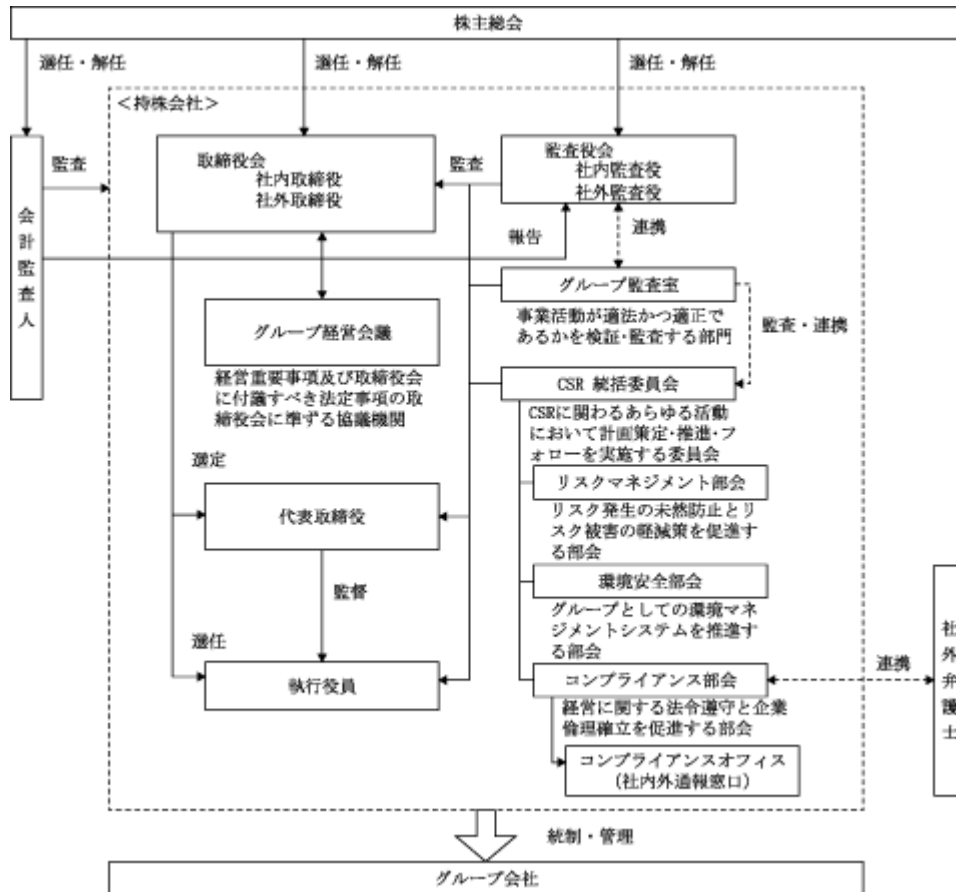 株主総会
選任・解任
選任・解任
選任・解任
＜持株会社＞
会計監査人
監査
取締役会
社内取締役
社外取締役
監査
監査役会
社内監査役
社外監査役
報告
連携
グループ監査室
事業活動が適法かつ適正で
あるかを検証･監査する部門
監査・連携
グループ経営会議
経営重要事項及び取締役会
に付議すべき法定事項の取
締役会に準ずる協議機関
CSR 統括委員会
CSRに関わるあらゆる活動
において計画策定･推進･フ
ォローを実施する委員会
選定
代表取締役
リスクマネジメント部会
リスク発生の未然防止とリ
スク被害の軽減策を促進す
る部会
監督
環境安全部会
グループとしての環境マネ
ジメントシステムを推進す
る部会
選任
執行役員
コンプライアンス部会
連携
社外弁護士
経営に関する法令遵守と企業
倫理確立を促進する部会
コンプライアンスオフィス
（社内外通報窓口）
統制・管理
グループ会社